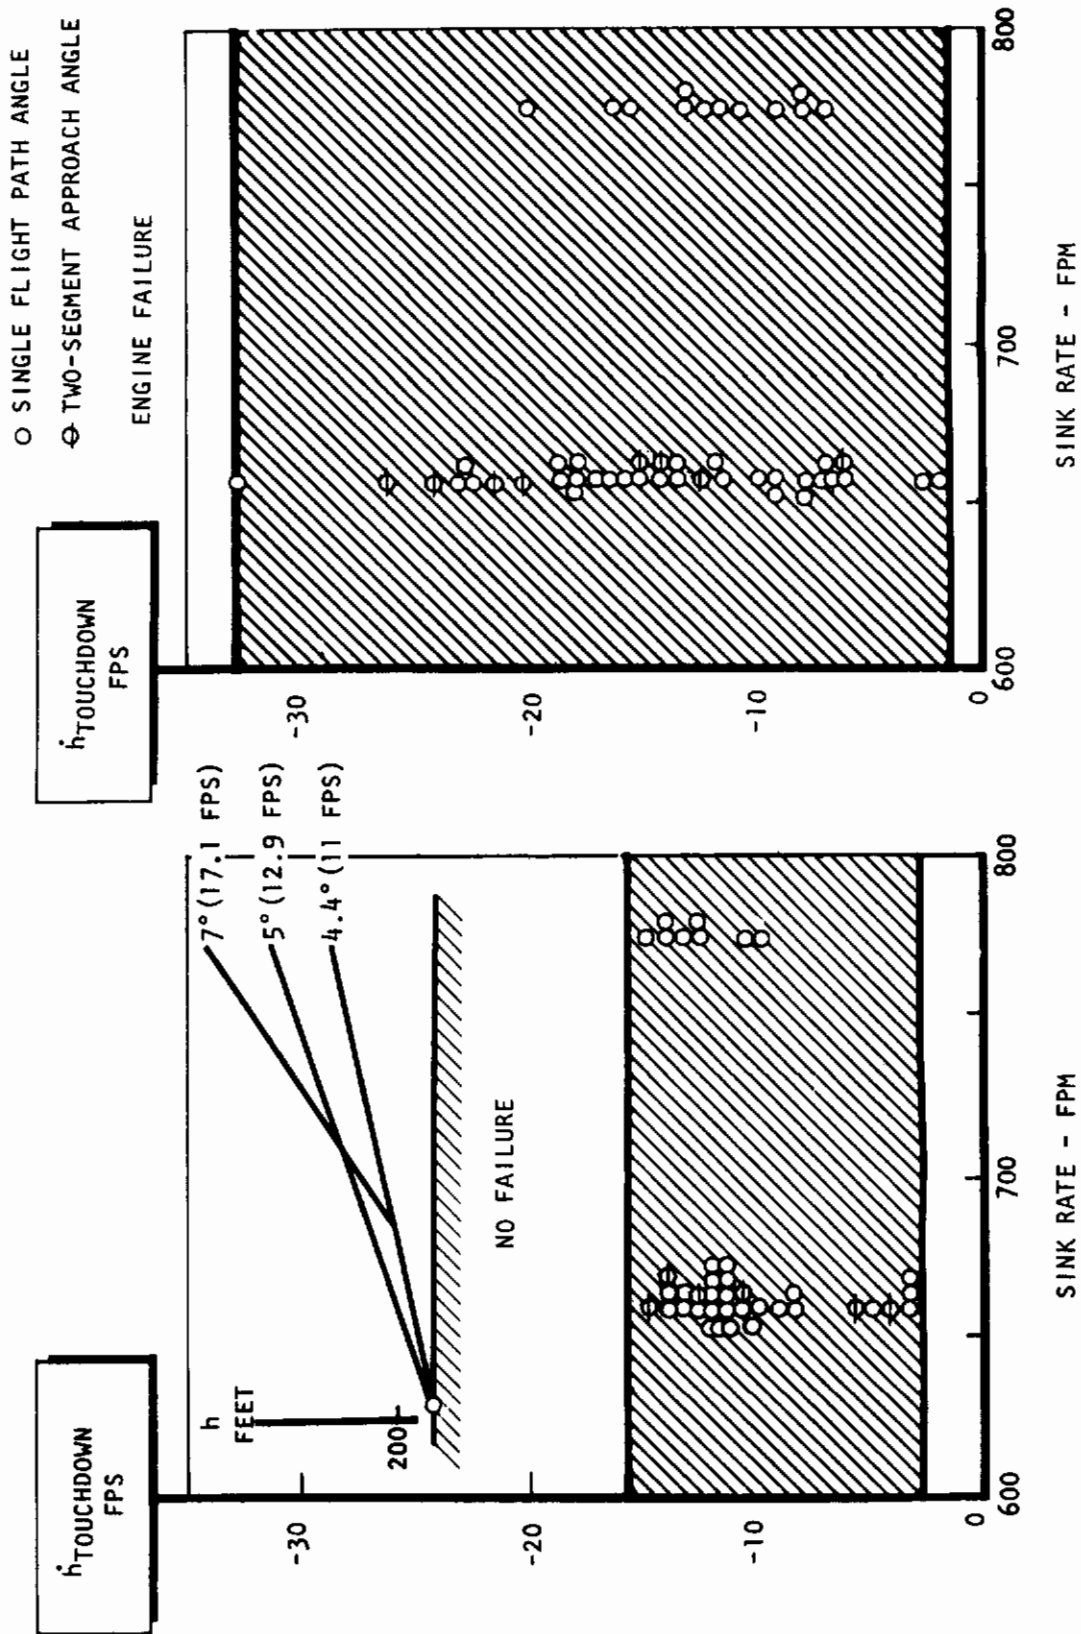 ○ SINGLE FLIGHT PATH ANGLE
⌽ TWO-SEGMENT APPROACH ANGLE
ḣTOUCHDOWN
FPS
-30
-20
-10
0
600
700
800
SINK RATE - FPM
h
FEET
200
7° (17.1 FPS)
5° (12.9 FPS)
4.4° (11 FPS)
NO FAILURE
ḣTOUCHDOWN
FPS
ENGINE FAILURE
-30
-20
-10
0
600
700
800
SINK RATE - FPM